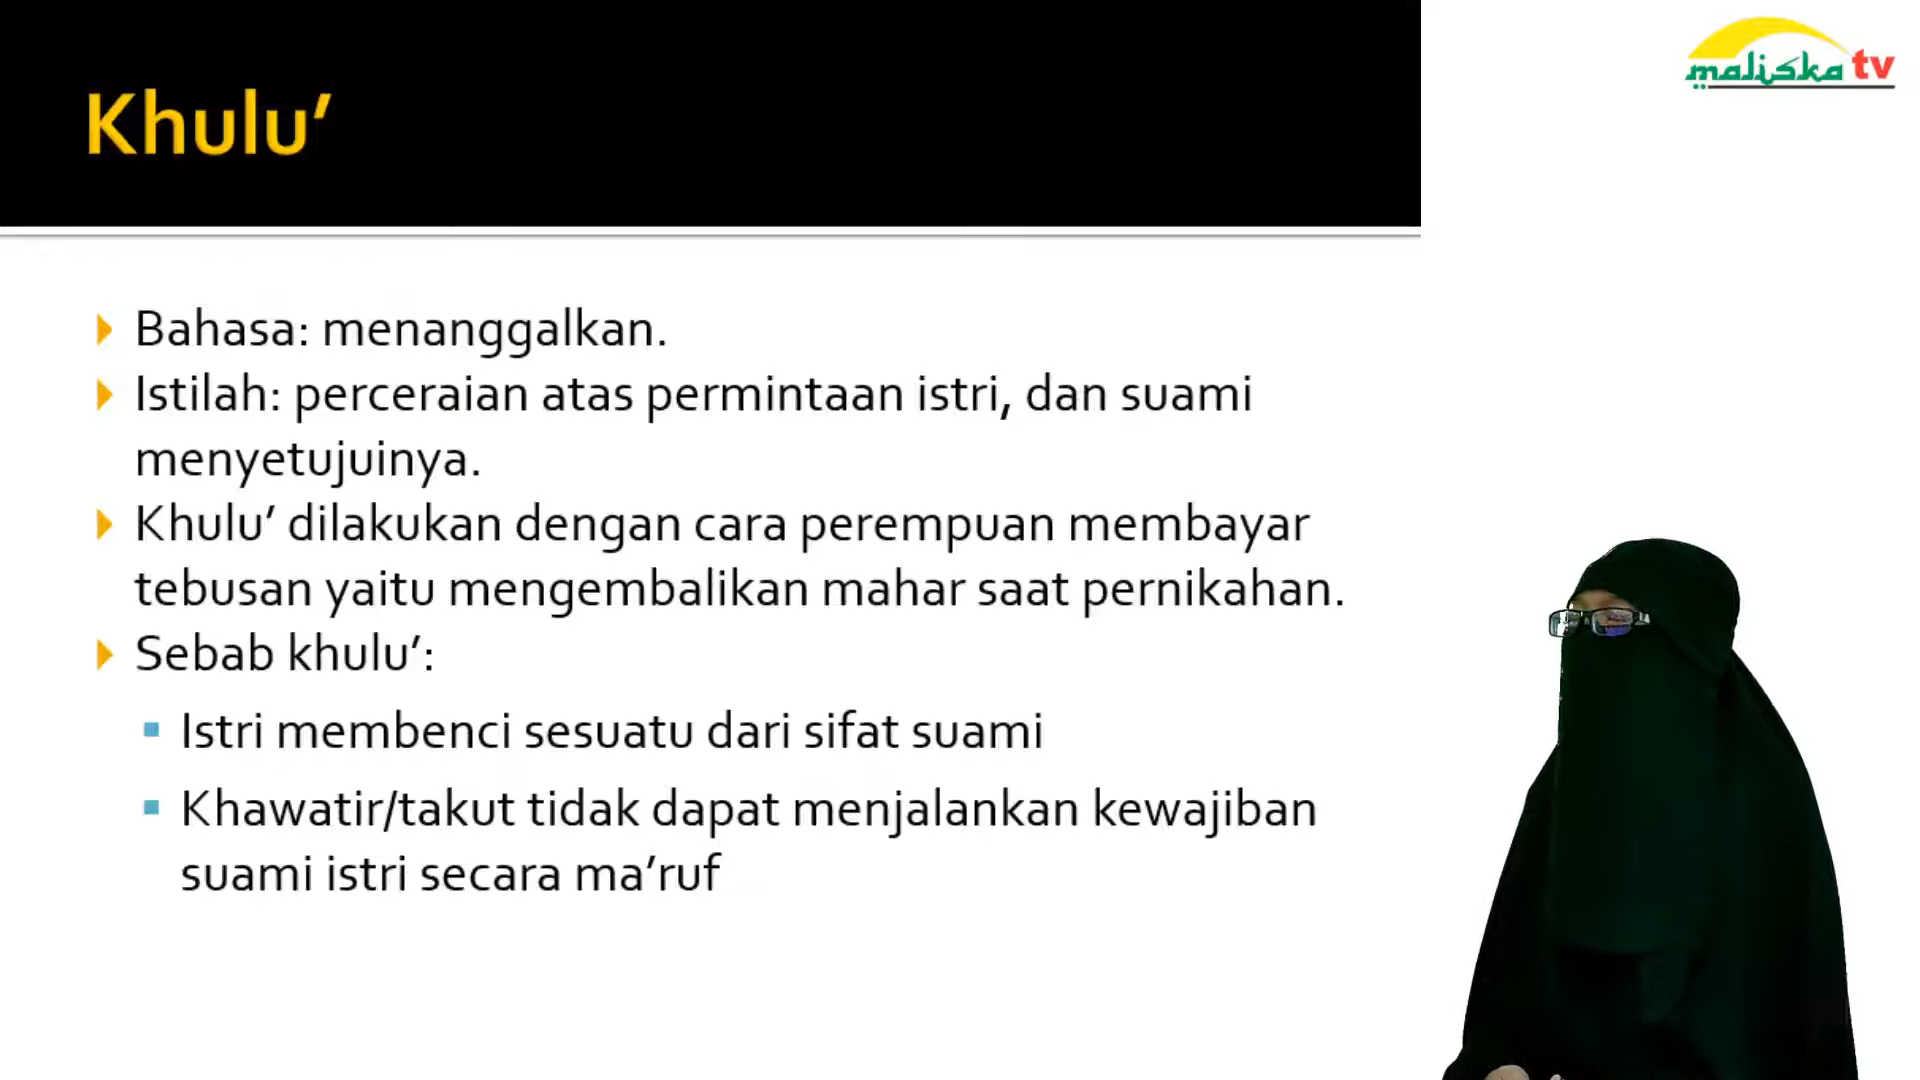 maliska tv
Khulu’
Bahasa: menanggalkan.
Istilah: perceraian atas permintaan istri, dan suami
menyetujuinya.
Khulu’ dilakukan dengan cara perempuan membayar
tebusan yaitu mengembalikan mahar saat pernikahan.
Sebab khulu’:
Istri membenci sesuatu dari sifat suami
Khawatir/takut tidak dapat menjalankan kewajiban
suami istri secara ma’ruf